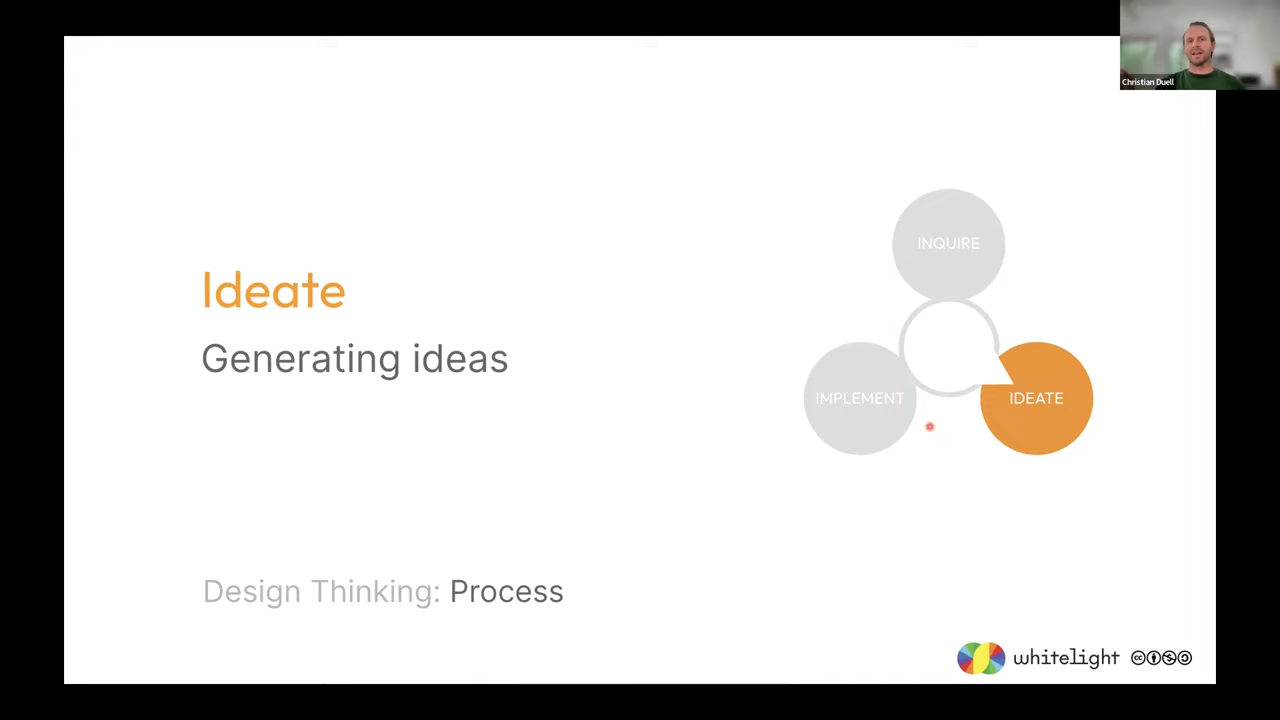 Christian Duell
INQUIRE
Ideate
Generating ideas
IMPLEMENT
IDEATE
Design Thinking: Process
whitelight